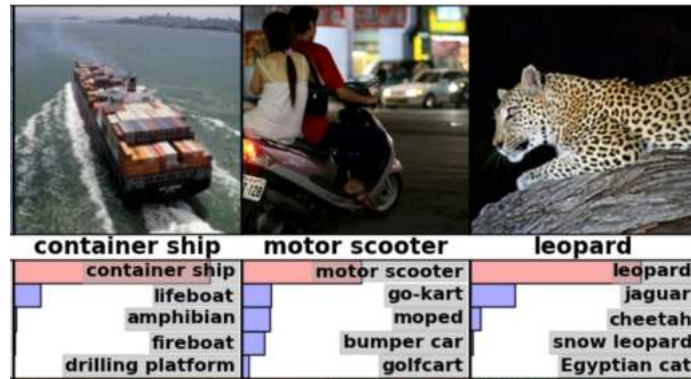 container ship
container ship
lifeboat
amphibian
fireboat
drilling platform
motor scooter
motor scooter
go-kart
moped
bumper car
golfcart
leopard
leopard
jaguar
cheetah
snow leopard
Egyptian cat